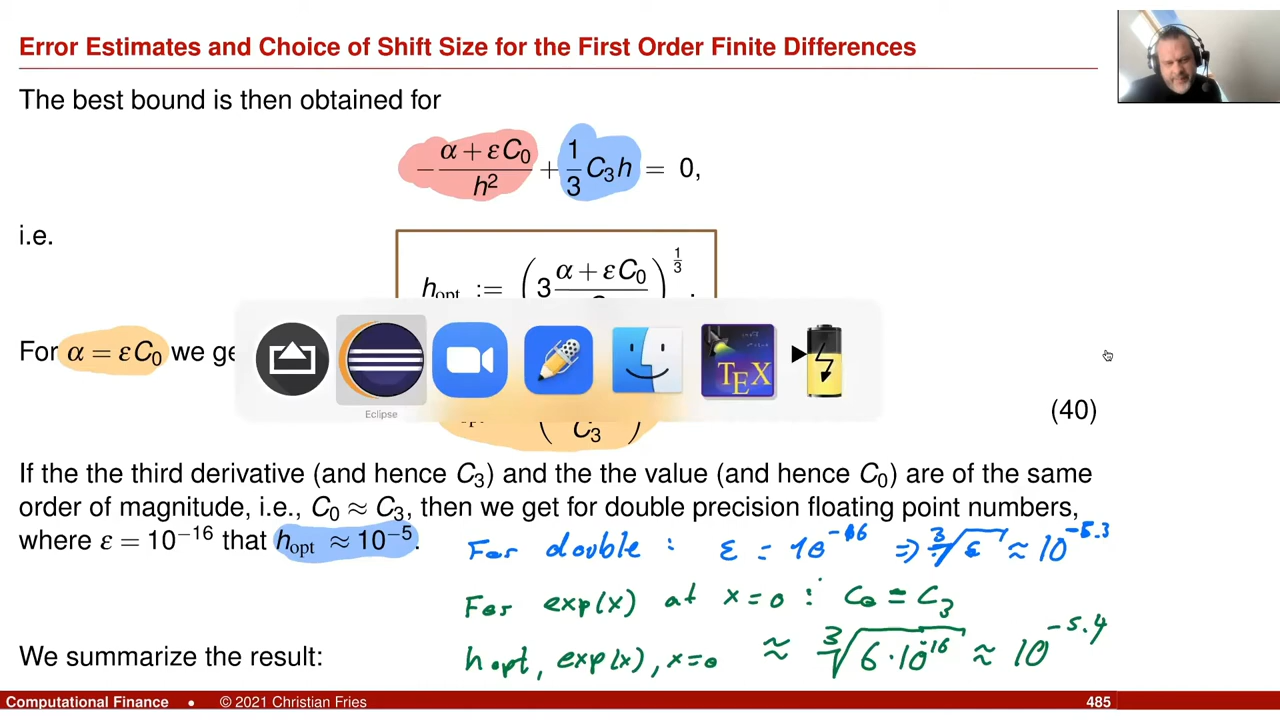 Error Estimates and Choice of Shift Size for the First Order Finite Differences
The best bound is then obtained for
− (α + εC₀)/h² + 1/3 C₃h = 0,
i.e.
h_opt := (3 (α + εC₀)/ )^(1/3).
For α = εC₀ we ge
Eclipse
TEX
C₃
(40)
If the the third derivative (and hence C₃) and the the value (and hence C₀) are of the same
order of magnitude, i.e., C₀ ≈ C₃, then we get for double precision floating point numbers,
where ε = 10⁻¹⁶ that h_opt ≈ 10⁻⁵.
For double : ε = 10⁻¹⁶ ⇒ ∛ε ≈ 10^−5.3
For exp(x) at x=0 : C₀ = C₃
We summarize the result:
h opt, exp(x), x=0 ≈ ∛(6·10⁻¹⁶) ≈ 10^−5.4
Computational Finance • © 2021 Christian Fries 485